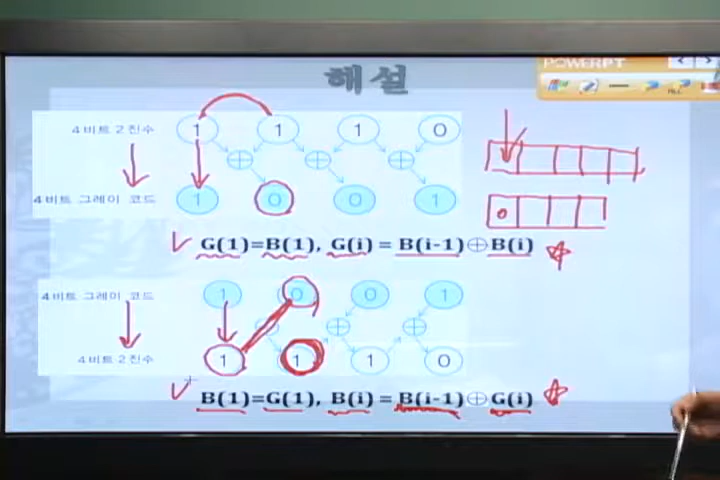 해설
POWERPT
4비트 2진수 1 1 1 0
⊕ ⊕ ⊕
4비트 그레이 코드 1 0 0 1
0
G(1)=B(1), G(i) = B(i-1)⊕B(i)
4비트 그레이 코드 1 0 0 1
⊕ ⊕ ⊕
4비트 2진수 1 1 1 0
B(1)=G(1), B(i) = B(i-1)⊕G(i)